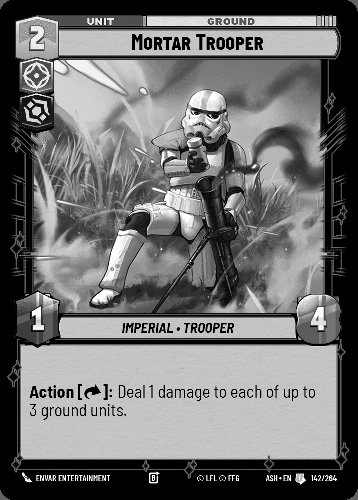 UNIT
GROUND
2
MORTAR TROOPER
1
4
IMPERIAL • TROOPER
Action [↷]: Deal 1 damage to each of up to
3 ground units.
ENVAR ENTERTAINMENT
© LFL © FFG
ASH • EN
142/264